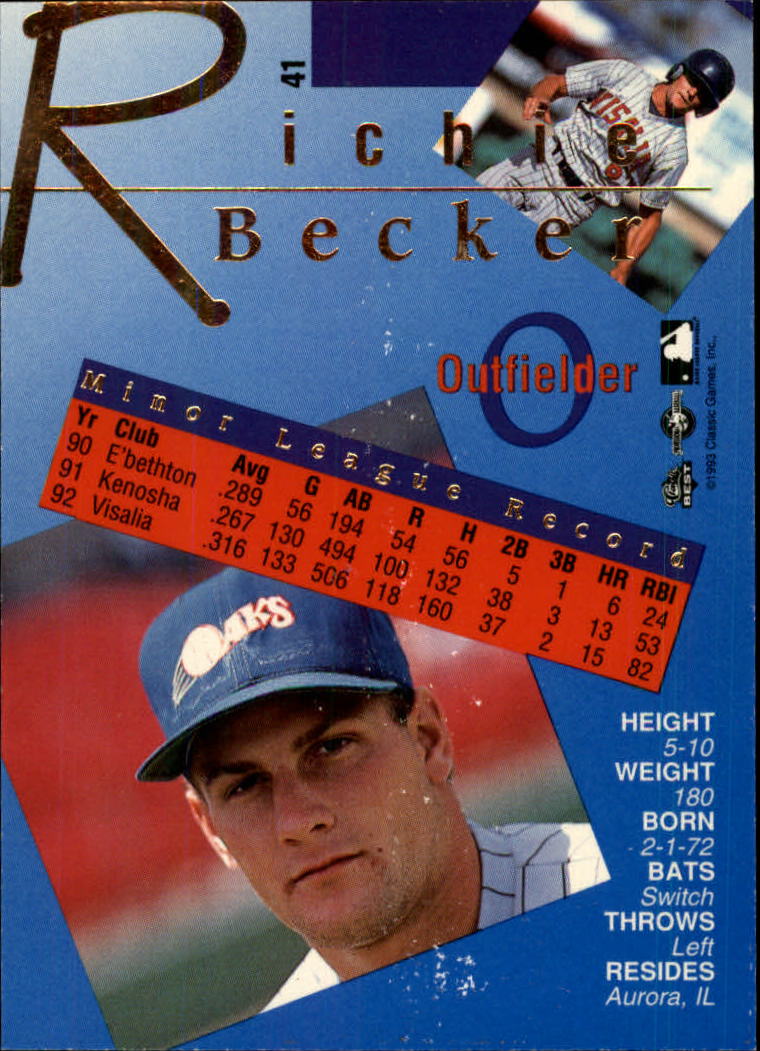 41
Richie
Becker
VISALIA
Outfielder
©1993 Classic Games, Inc.,
BEST
Minor League Record
Yr Club Avg G AB R H 2B 3B HR RBI
90 E'bethton .289 56 194 54 56 5 1 6 24
91 Kenosha .267 130 494 100 132 38 3 13 53
92 Visalia .316 133 506 118 160 37 2 15 82
OAKS
HEIGHT
5-10
WEIGHT
180
BORN
2-1-72
BATS
Switch
THROWS
Left
RESIDES
Aurora, IL